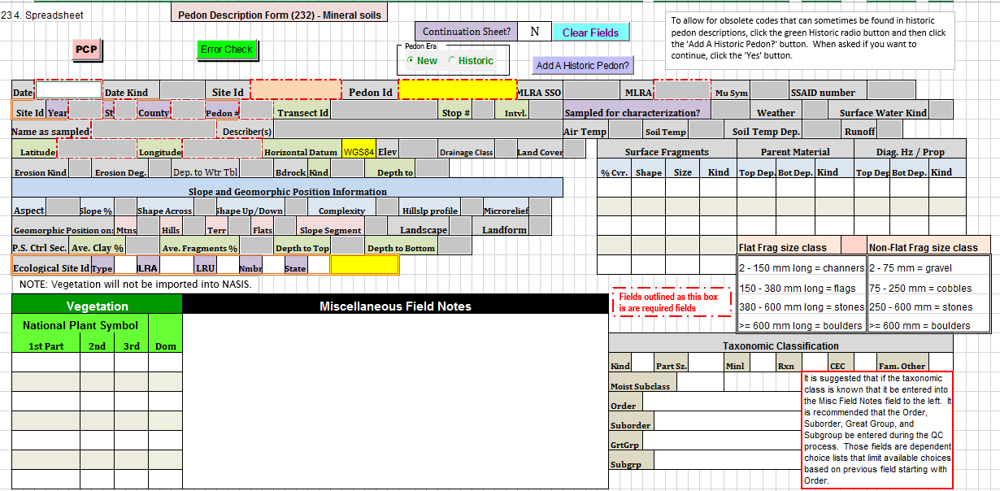 234. Spreadsheet
Pedon Description Form (232) - Mineral soils
Continuation Sheet? N Clear Fields
To allow for obsolete codes that can sometimes be found in historic
pedon descriptions, click the green Historic radio button and then click
the 'Add A Historic Pedon?' button. When asked if you want to
continue, click the 'Yes' button.
PCP
Error Check
Pedon Era
New Historic
Add A Historic Pedon?
Date Date Kind Site Id Pedon Id MLRA SSO MLRA Mu Sym SSAID number
Site Id Year St County Pedon # Transect Id Stop # Intvl. Sampled for characterization? Weather Surface Water Kind
Name as sampled Describer(s) Air Temp Soil Temp Soil Temp Dep. Runoff
Latitude Longitude Horizontal Datum WGS84 Elev Drainage Class Land Cover
Surface Fragments Parent Material Diag. Hz / Prop
Erosion Kind Erosion Deg. Dep. to Wtr Tbl Bdrock Kind Depth to
% Cvr. Shape Size Kind Top Dep. Bot Dep. Kind Top Dep Bot Dep. Kind
Slope and Geomorphic Position Information
Aspect Slope % Shape Across Shape Up/Down Complexity Hillslp profile Microrelief
Geomorphic Position on: Mtns Hills Terr Flats Slope Segment Landscape Landform
P.S. Ctrl Sec. Ave. Clay % Ave. Fragments % Depth to Top Depth to Bottom
Ecological Site Id Type MLRA LRU Nmbr State
NOTE: Vegetation will not be imported into NASIS.
Flat Frag size class Non-Flat Frag size class
2 - 150 mm long = channers 2 - 75 mm = gravel
150 - 380 mm long = flags 75 - 250 mm = cobbles
380 - 600 mm long = stones 250 - 600 mm = stones
>= 600 mm long = boulders >= 600 mm = boulders
Fields outlined as this box
is are required fields
Vegetation Miscellaneous Field Notes
National Plant Symbol
1st Part 2nd 3rd Dom
Taxonomic Classification
Kind Part Sz. Minl Rxn CEC Fam. Other
Moist Subclass
Order
Suborder
GrtGrp
Subgrp
It is suggested that if the taxonomic
class is known that it be entered into
the Misc Field Notes field to the left. It
is recommended that the Order,
Suborder, Great Group, and
Subgroup be entered during the QC
process. Those fields are dependent
choice lists that limit available choices
based on previous field starting with
Order.